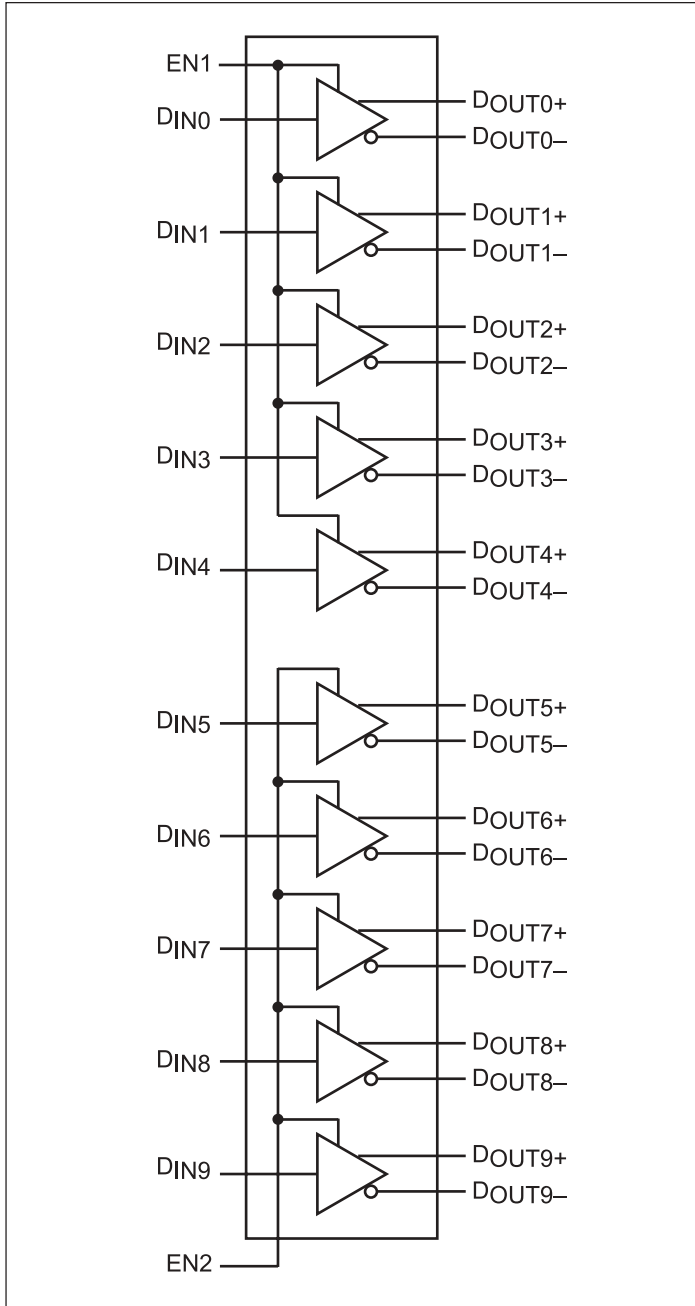 EN1
DIN0
DOUT0+
DOUT0–
DIN1
DOUT1+
DOUT1–
DIN2
DOUT2+
DOUT2–
DIN3
DOUT3+
DOUT3–
DIN4
DOUT4+
DOUT4–
DIN5
DOUT5+
DOUT5–
DIN6
DOUT6+
DOUT6–
DIN7
DOUT7+
DOUT7–
DIN8
DOUT8+
DOUT8–
DIN9
DOUT9+
DOUT9–
EN2